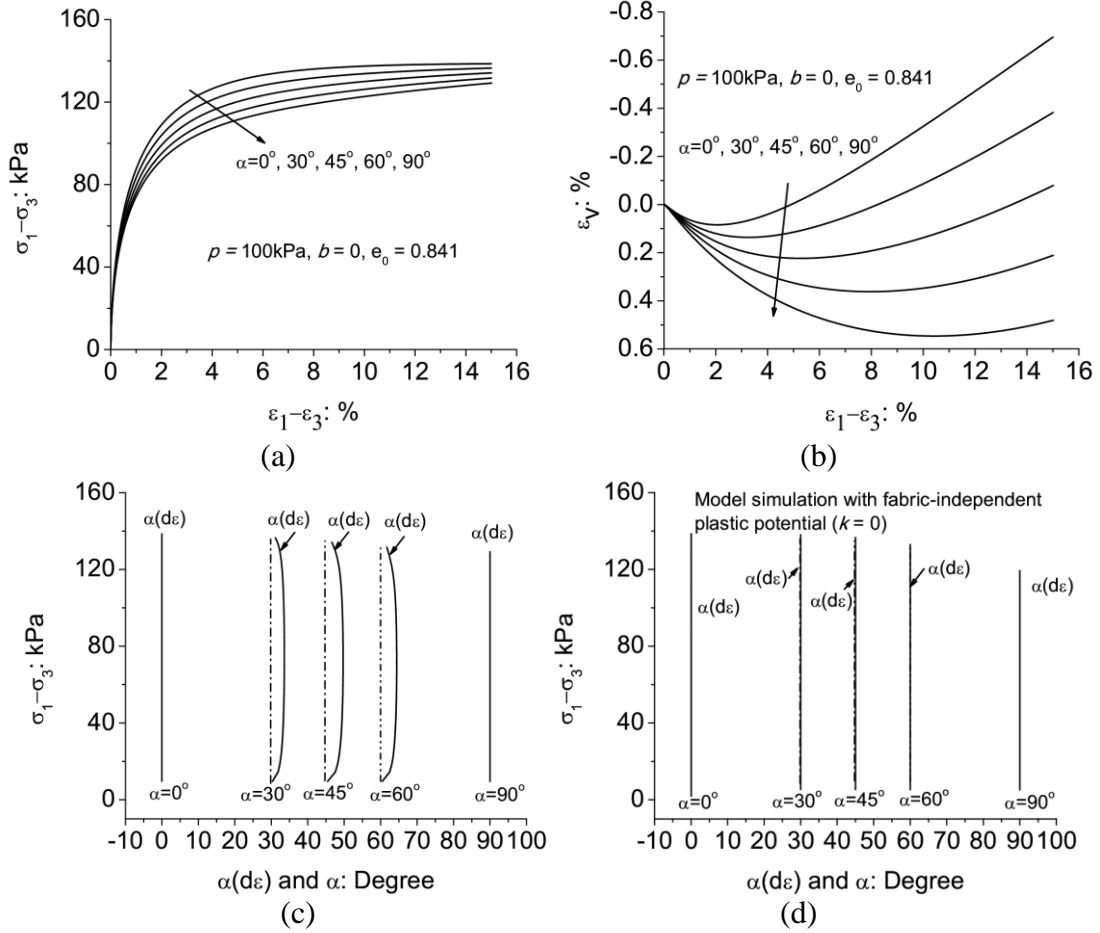 160
120
80
40
0
σ₁–σ₃: kPa
α=0°, 30°, 45°, 60°, 90°
p = 100kPa, b = 0, e₀ = 0.841
0 2 4 6 8 10 12 14 16
ε₁–ε₃: %
(a)
-0.8
-0.6
-0.4
-0.2
0.0
0.2
0.4
0.6
εᵥ: %
p = 100kPa, b = 0, e₀ = 0.841
α=0°, 30°, 45°, 60°, 90°
0 2 4 6 8 10 12 14 16
ε₁–ε₃: %
(b)
160
120
80
40
0
σ₁–σ₃: kPa
α(dε) α(dε) α(dε) α(dε) α(dε)
α=0° α=30° α=45° α=60° α=90°
-10 0 10 20 30 40 50 60 70 80 90 100
α(dε) and α: Degree
(c)
160
120
80
40
0
σ₁–σ₃: kPa
Model simulation with fabric-independent
plastic potential (k = 0)
α(dε) α(dε) α(dε) α(dε) α(dε)
α=0° α=30° α=45° α=60° α=90°
-10 0 10 20 30 40 50 60 70 80 90 100
α(dε) and α: Degree
(d)